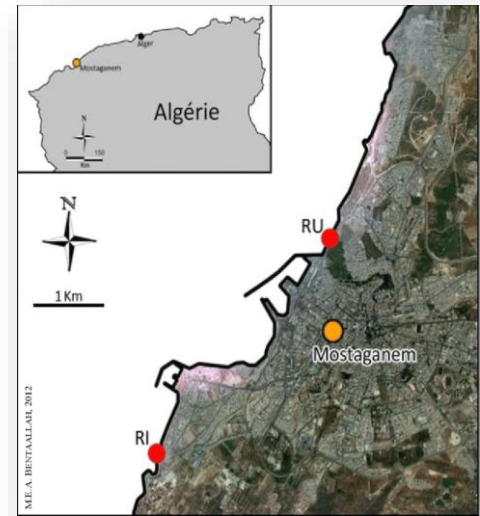 Alger
Mostaganem
Algérie
N
0 150
Km
N
1 Km
RU
Mostaganem
RI
M.E.A. BENTAALLAH, 2012